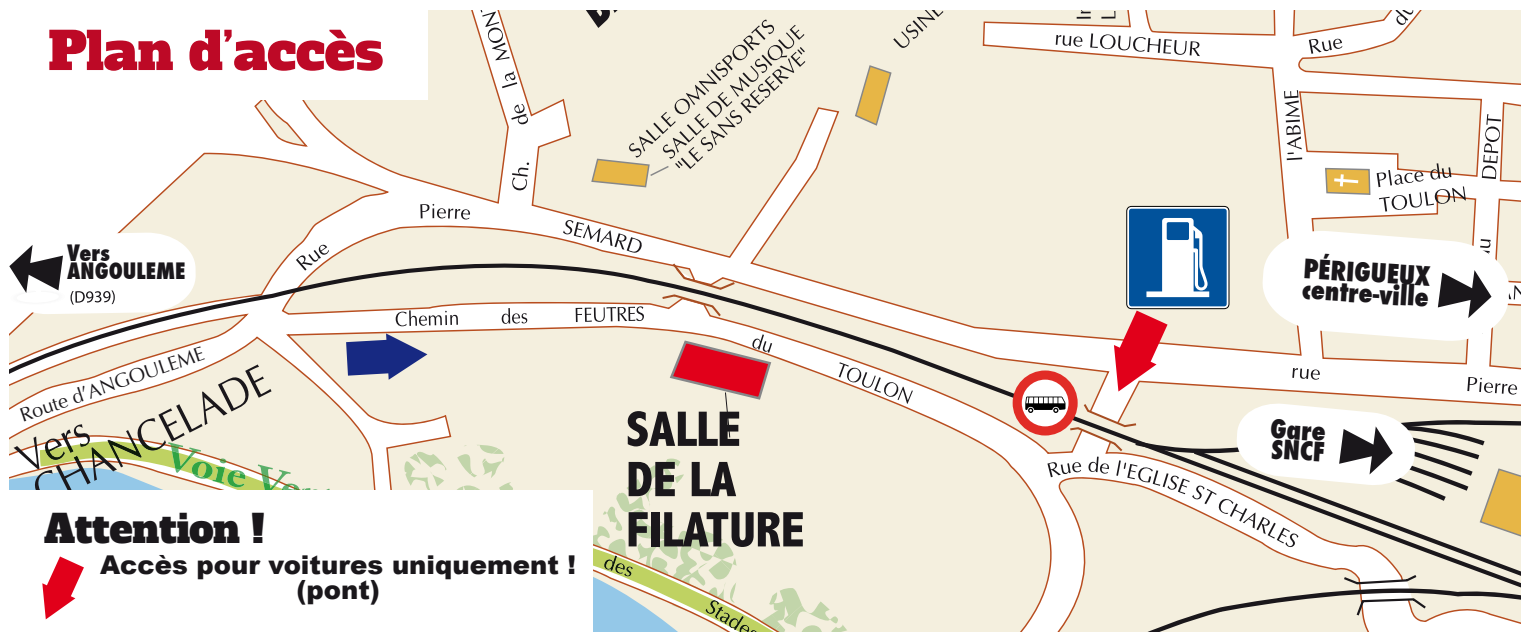 Plan d'accès
de la MON
Ch.
SALLE OMNISPORTS
SALLE DE MUSIQUE
"LE SANS RESERVE"
USINE
rue LOUCHEUR
Rue
du
l'ABIME
DEPOT
Place du
TOULON
Pierre
SEMARD
Rue
Vers
ANGOULEME
(D939)
PÉRIGUEUX
centre-ville
Chemin des FEUTRES
du
TOULON
rue
Pierre
Route d'ANGOULEME
Vers
CHANCELADE
Voie Ver
SALLE
DE LA
FILATURE
Gare
SNCF
Rue de l'EGLISE ST CHARLES
des
Stades
Attention !
Accès pour voitures uniquement !
(pont)